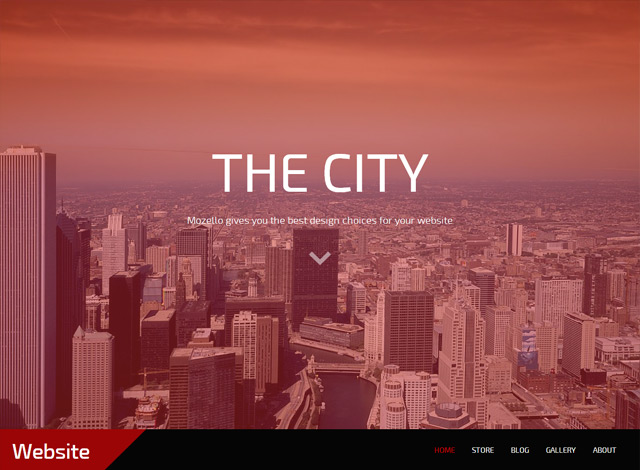 THE CITY
Mozello gives you the best design choices for your website
Website
HOME STORE BLOG GALLERY ABOUT